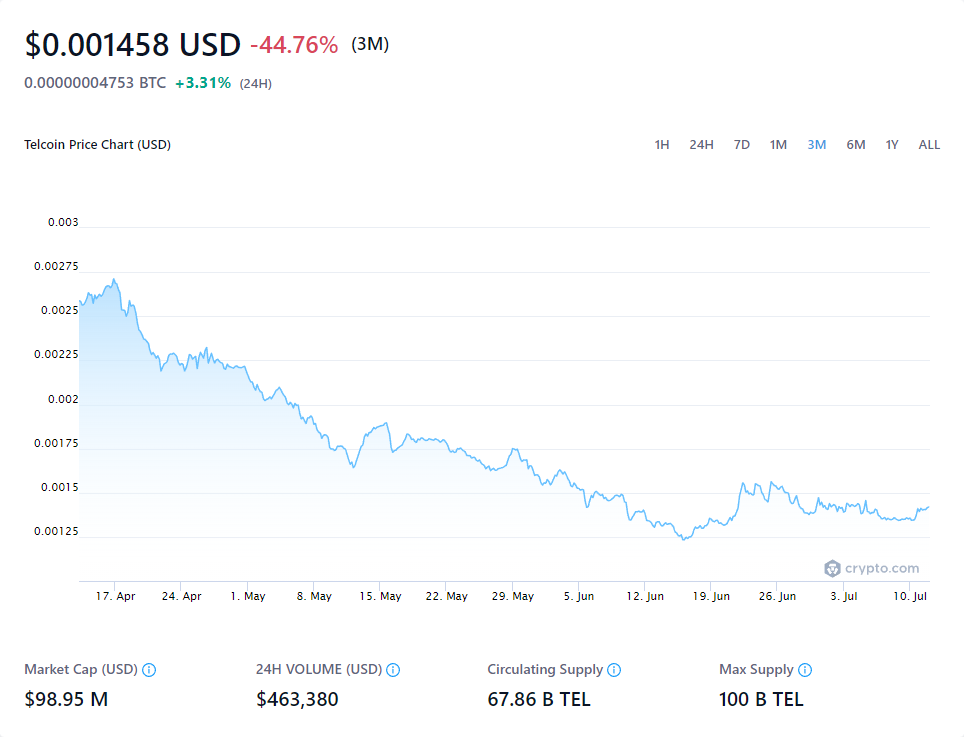 $0.001458 USD -44.76% (3M)
0.00000004753 BTC +3.31% (24H)
Telcoin Price Chart (USD)
1H 24H 7D 1M 3M 6M 1Y ALL
0.003
0.00275
0.0025
0.00225
0.002
0.00175
0.0015
0.00125
crypto.com
17. Apr 24. Apr 1. May 8. May 15. May 22. May 29. May 5. Jun 12. Jun 19. Jun 26. Jun 3. Jul 10. Jul
Market Cap (USD) 24H VOLUME (USD) Circulating Supply Max Supply
$98.95 M $463,380 67.86 B TEL 100 B TEL